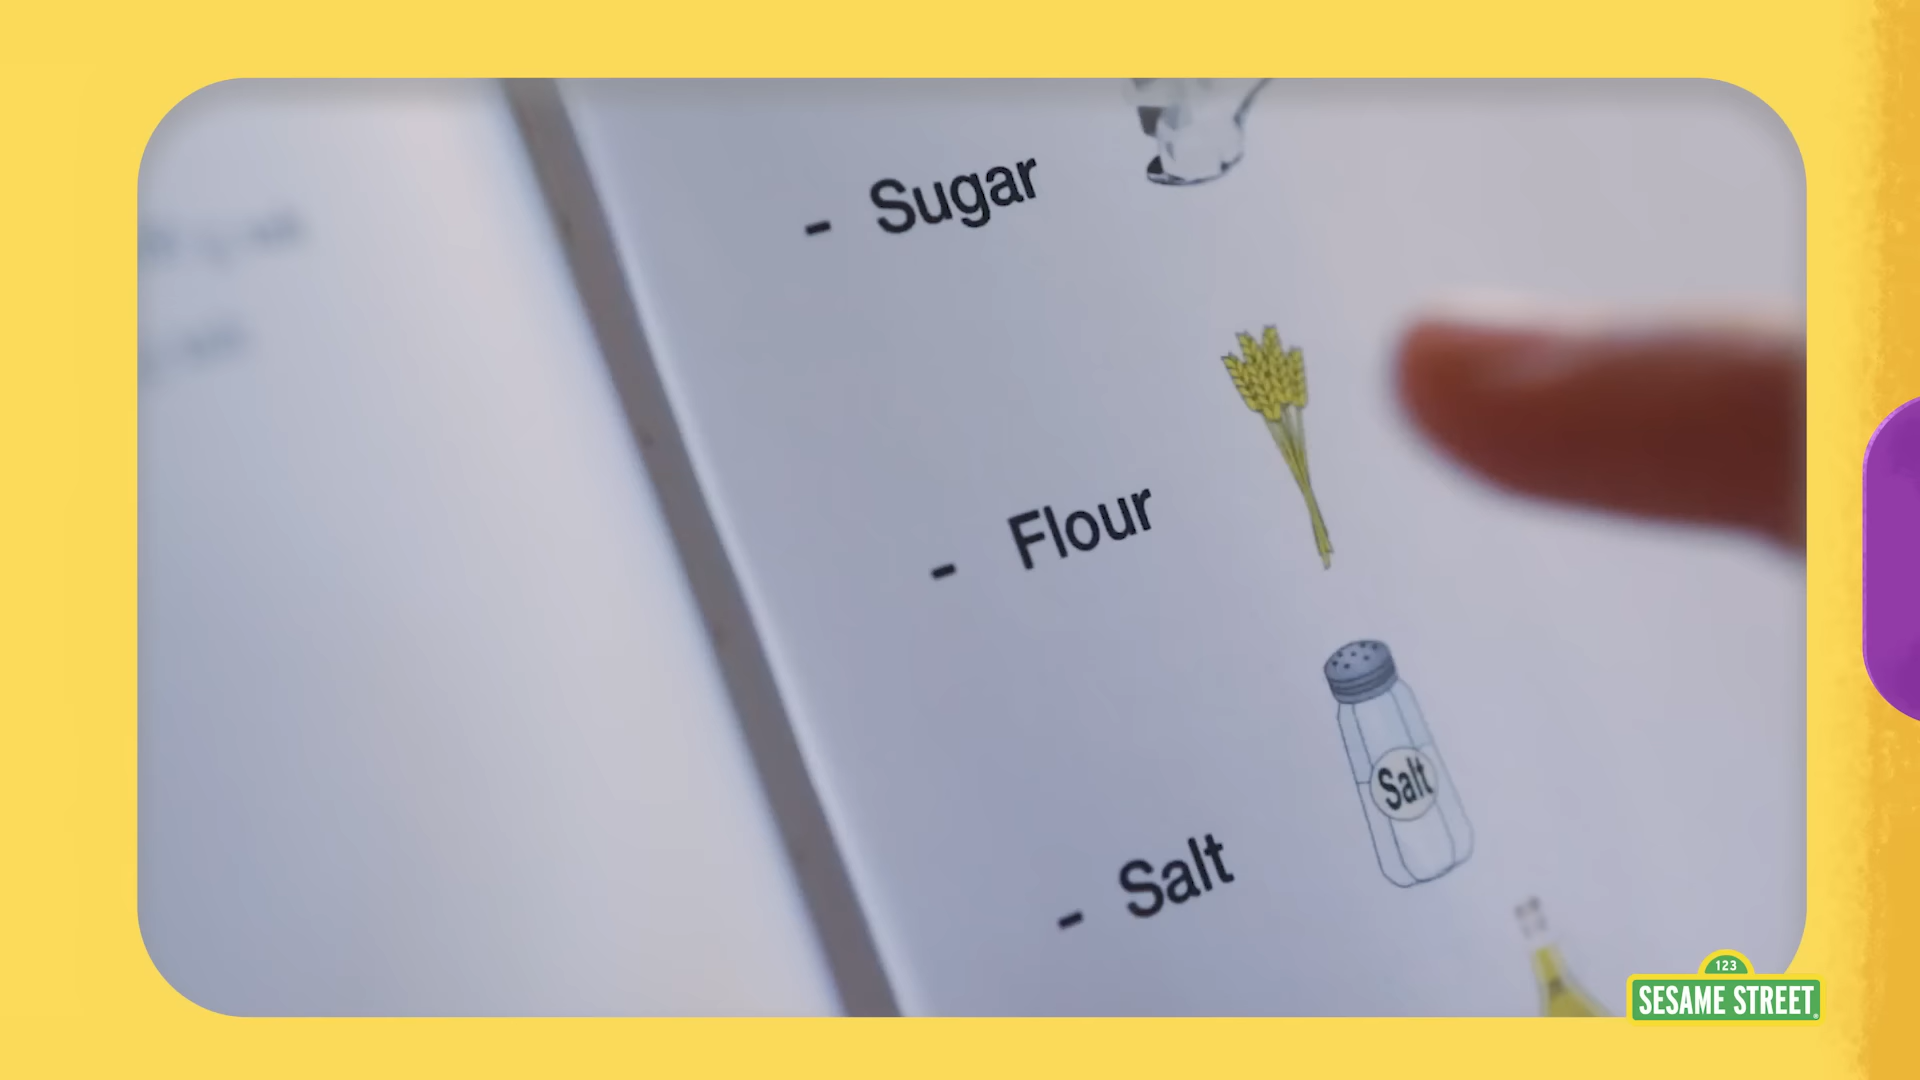 - Sugar
- Flour
Salt
- Salt
123
SESAME STREET